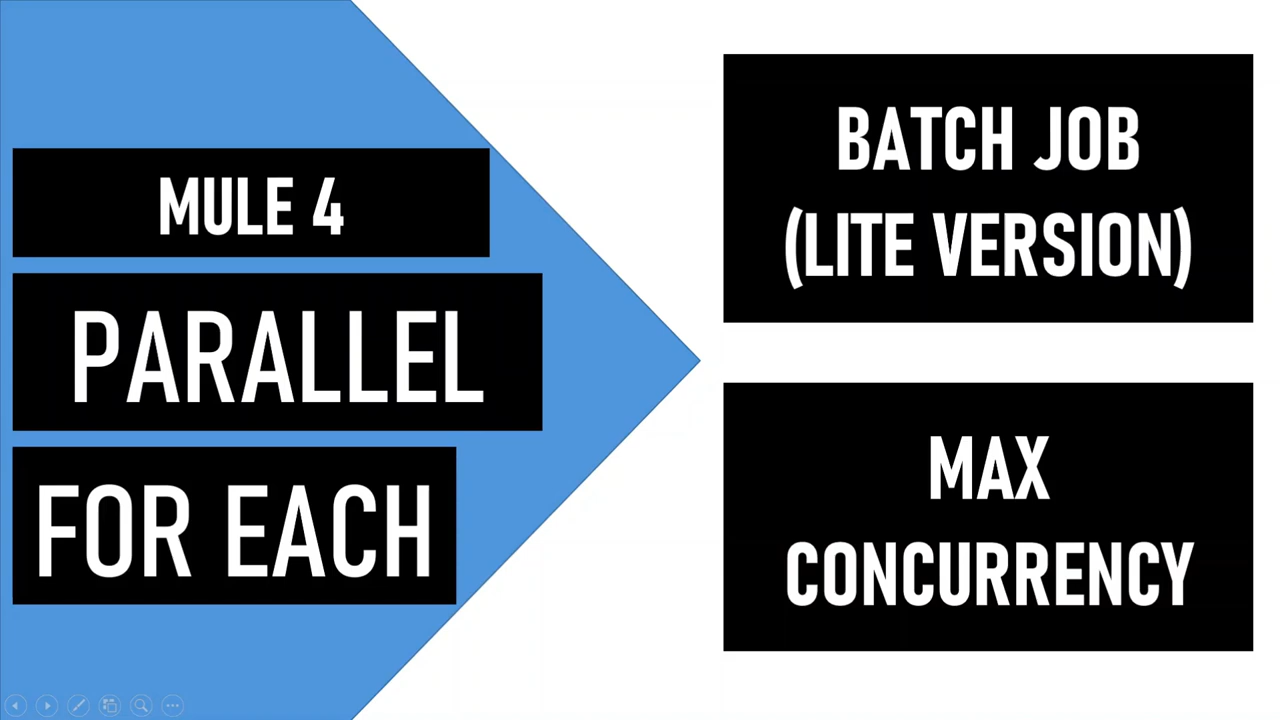 MULE 4
PARALLEL
FOR EACH
BATCH JOB
(LITE VERSION)
MAX
CONCURRENCY